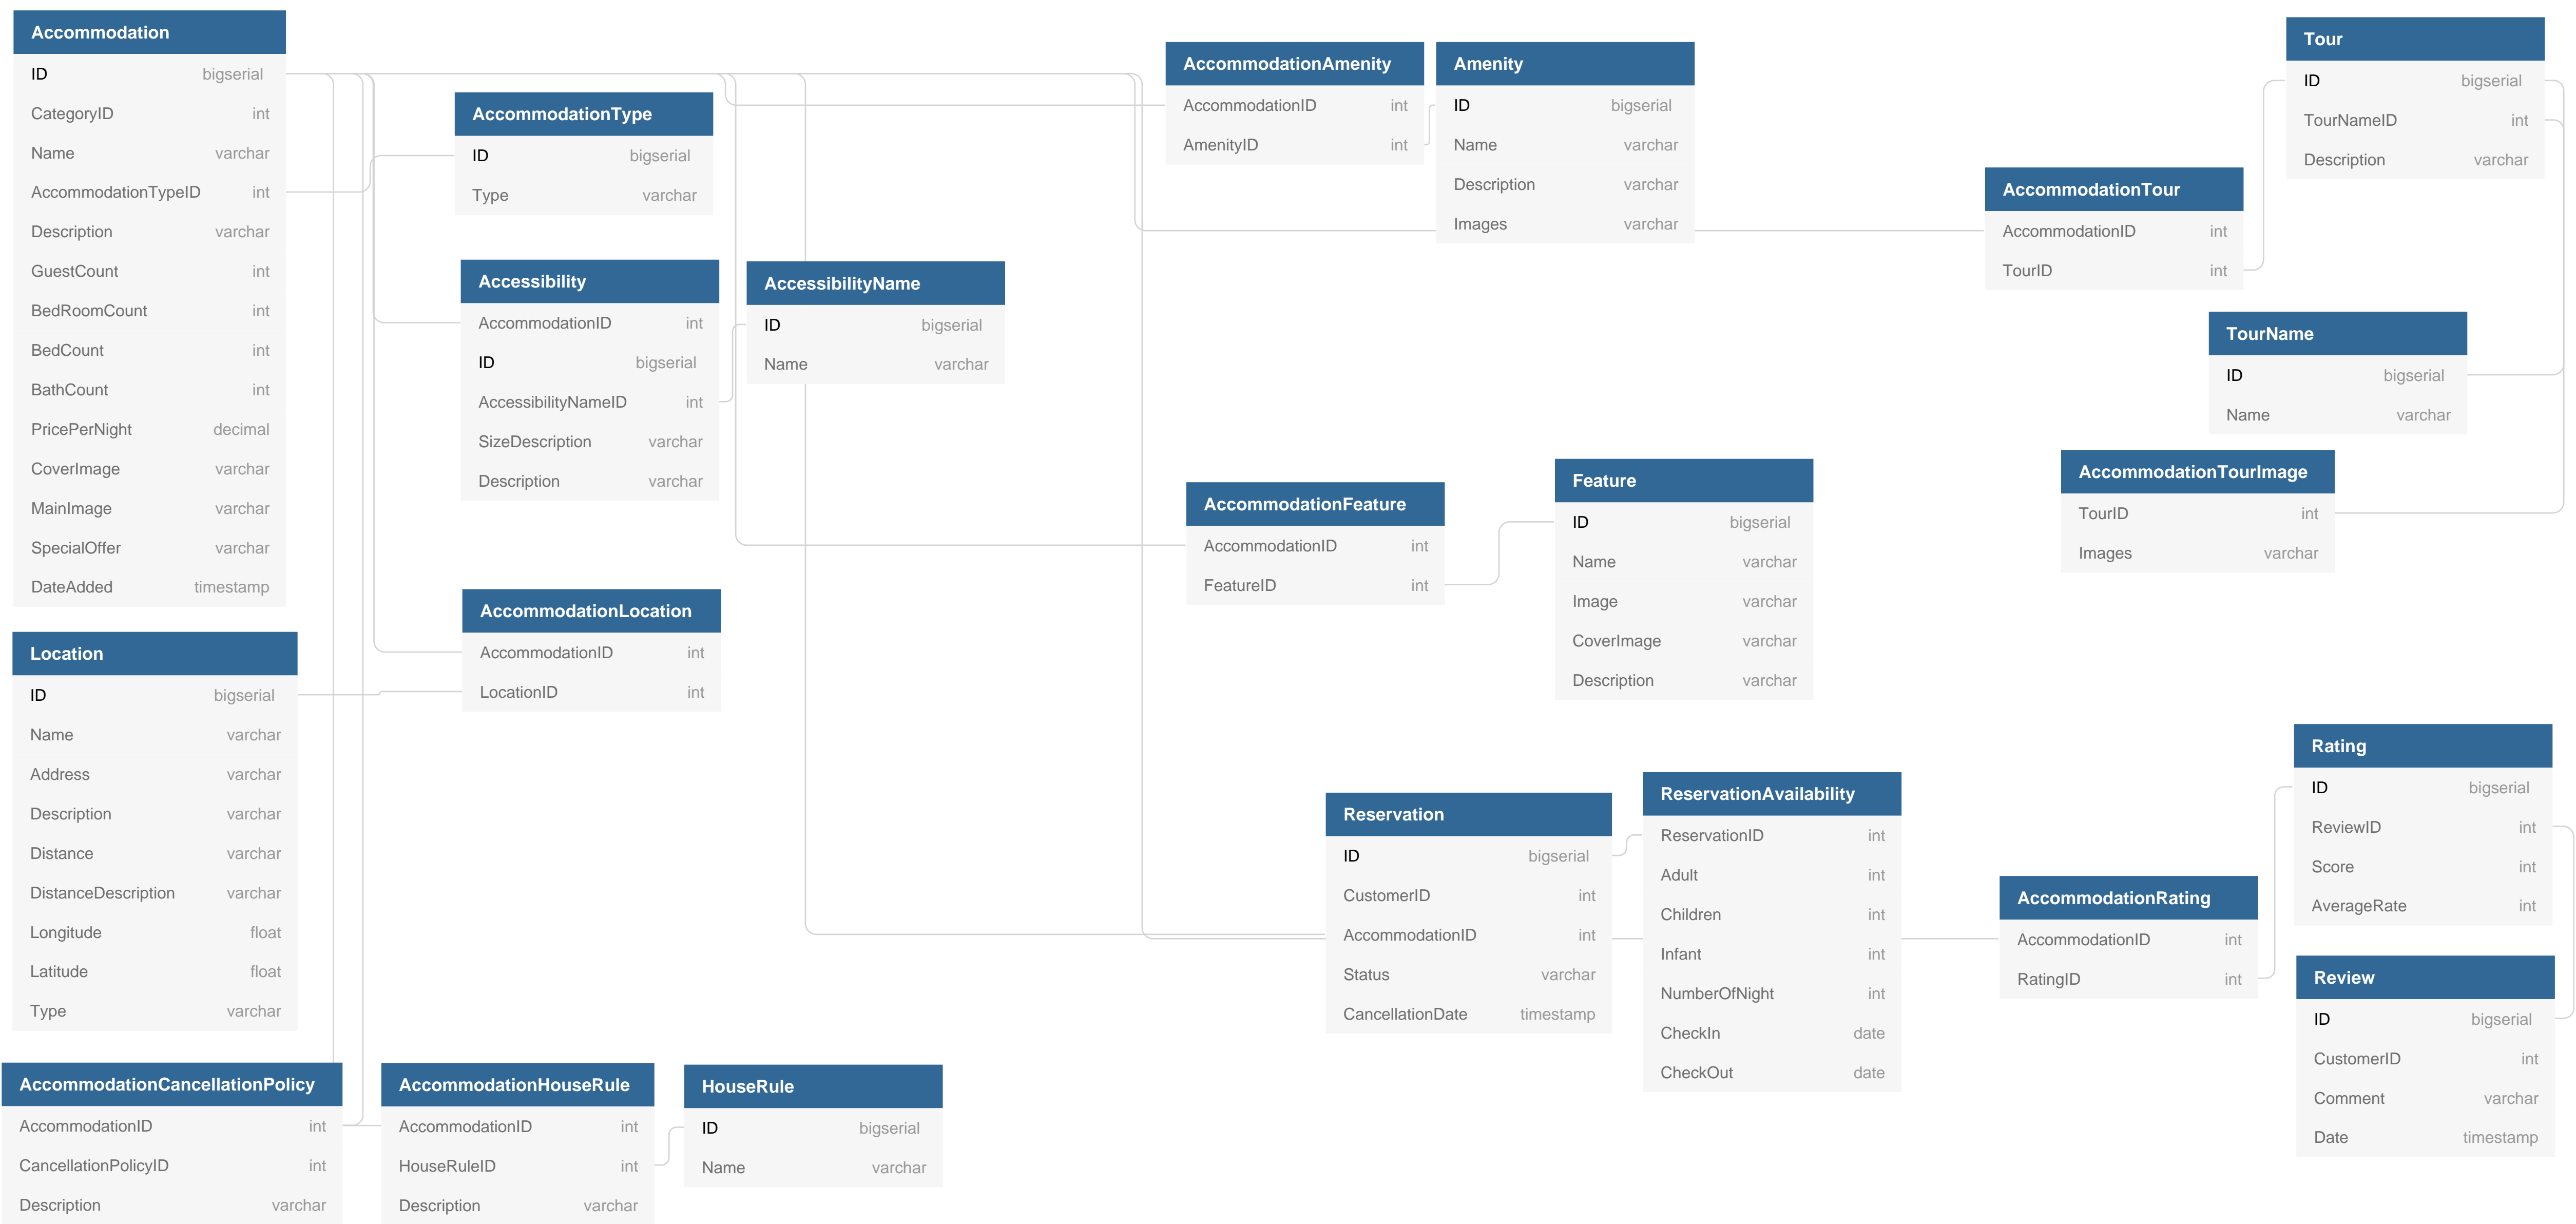 Accommodation
ID bigserial
CategoryID int
Name varchar
AccommodationTypeID int
Description varchar
GuestCount int
BedRoomCount int
BedCount int
BathCount int
PricePerNight decimal
CoverImage varchar
MainImage varchar
SpecialOffer varchar
DateAdded timestamp
Location
ID bigserial
Name varchar
Address varchar
Description varchar
Distance varchar
DistanceDescription varchar
Longitude float
Latitude float
Type varchar
AccommodationCancellationPolicy
AccommodationID int
CancellationPolicyID int
Description varchar
AccommodationType
ID bigserial
Type varchar
Accessibility
AccommodationID int
ID bigserial
AccessibilityNameID int
SizeDescription varchar
Description varchar
AccessibilityName
ID bigserial
Name varchar
AccommodationLocation
AccommodationID int
LocationID int
AccommodationHouseRule
AccommodationID int
HouseRuleID int
Description varchar
HouseRule
ID bigserial
Name varchar
AccommodationAmenity
AccommodationID int
AmenityID int
Amenity
ID bigserial
Name varchar
Description varchar
Images varchar
AccommodationFeature
AccommodationID int
FeatureID int
Feature
ID bigserial
Name varchar
Image varchar
CoverImage varchar
Description varchar
Reservation
ID bigserial
CustomerID int
AccommodationID int
Status varchar
CancellationDate timestamp
ReservationAvailability
ReservationID int
Adult int
Children int
Infant int
NumberOfNight int
CheckIn date
CheckOut date
Tour
ID bigserial
TourNameID int
Description varchar
AccommodationTour
AccommodationID int
TourID int
TourName
ID bigserial
Name varchar
AccommodationTourImage
TourID int
Images varchar
Rating
ID bigserial
ReviewID int
Score int
AverageRate int
AccommodationRating
AccommodationID int
RatingID int
Review
ID bigserial
CustomerID int
Comment varchar
Date timestamp